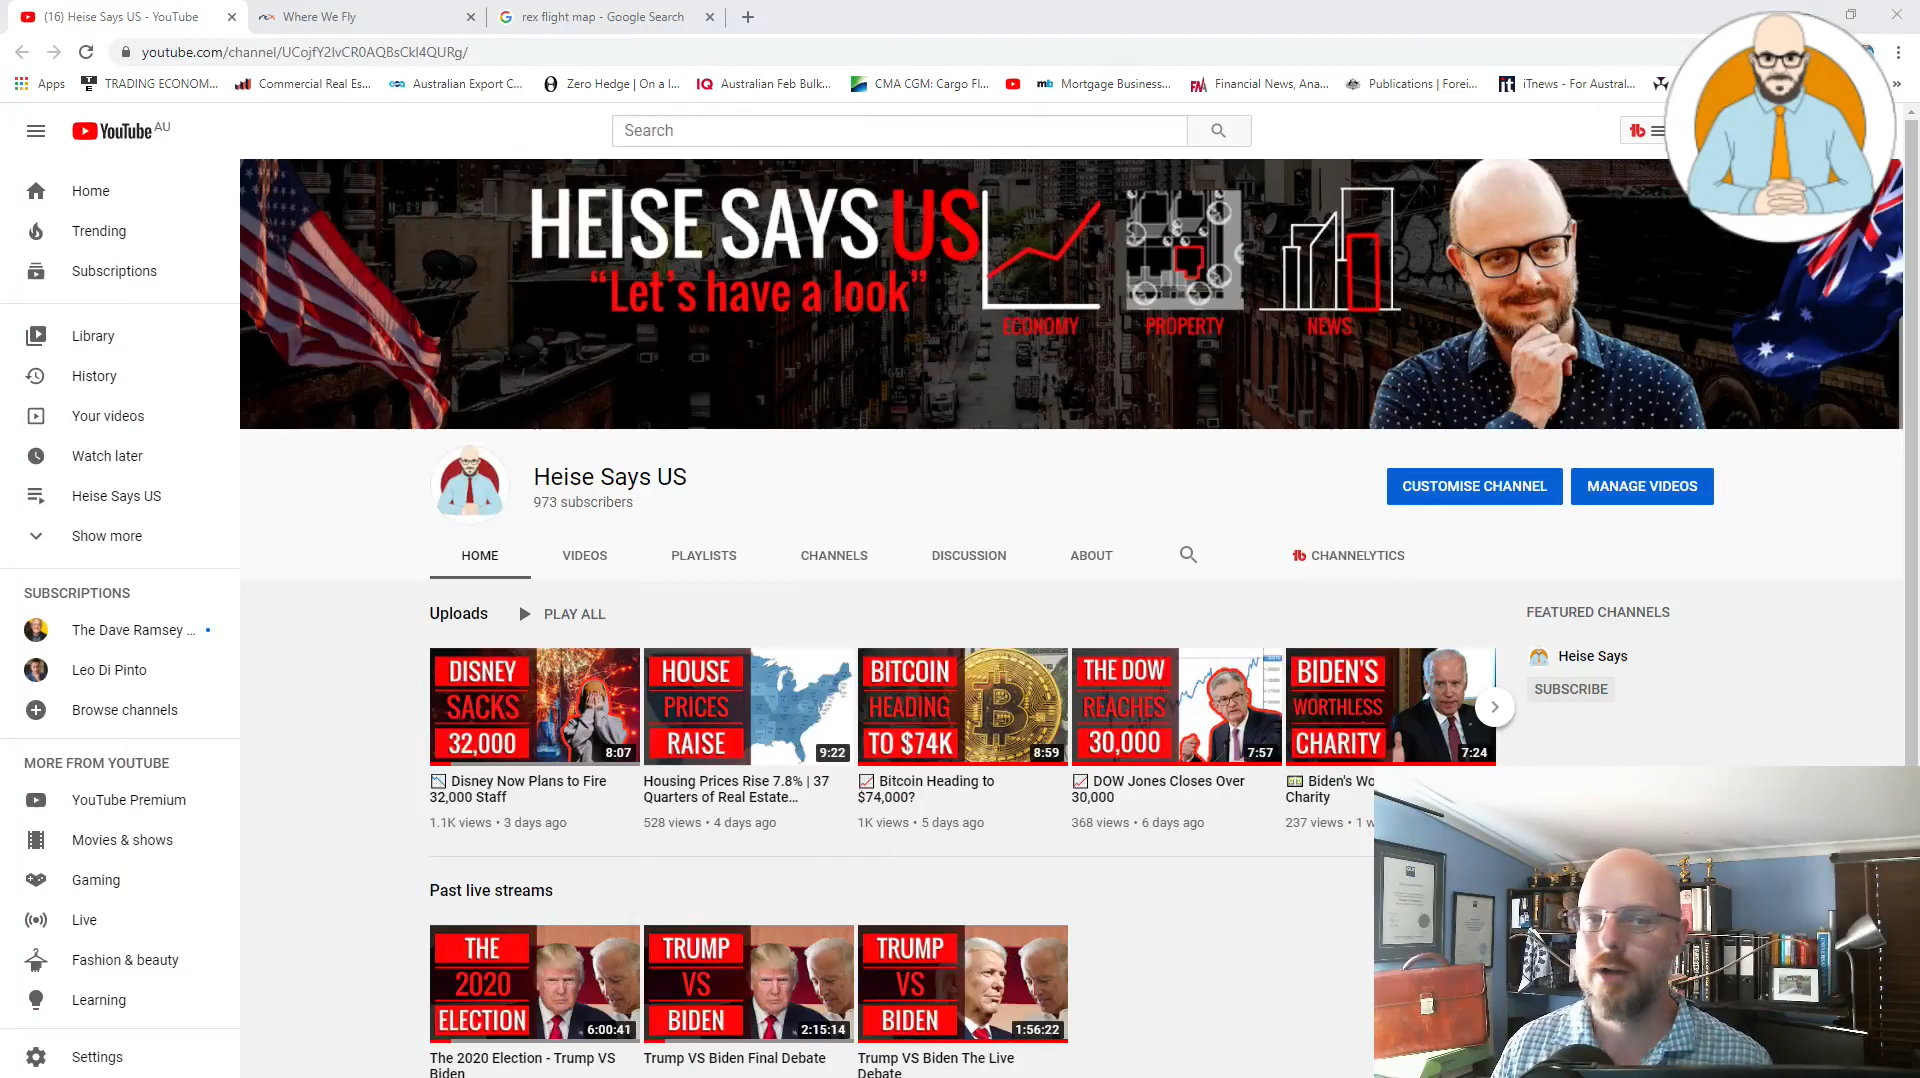 (16) Heise Says US - YouTube
Where We Fly
rex flight map - Google Search
youtube.com/channel/UCojfY2IvCR0AQBsCkI4QURg/
Apps
TRADING ECONOM...
Commercial Real Es...
Australian Export C...
Zero Hedge | On a l...
Australian Feb Bulk...
CMA CGM: Cargo Fl...
Mortgage Business...
Financial News, Ana...
Publications | Forei...
iTnews - For Austral...
YouTube AU
Search
Home
Trending
Subscriptions
Library
History
Your videos
Watch later
Heise Says US
Show more
SUBSCRIPTIONS
The Dave Ramsey ...
Leo Di Pinto
Browse channels
MORE FROM YOUTUBE
YouTube Premium
Movies & shows
Gaming
Live
Fashion & beauty
Learning
Settings
HEISE SAYS US
“Let's have a look”
ECONOMY
PROPERTY
NEWS
Heise Says US
973 subscribers
CUSTOMISE CHANNEL
MANAGE VIDEOS
HOME
VIDEOS
PLAYLISTS
CHANNELS
DISCUSSION
ABOUT
CHANNELYTICS
Uploads
PLAY ALL
DISNEY
SACKS
32,000
8:07
Disney Now Plans to Fire
32,000 Staff
1.1K views • 3 days ago
HOUSE
PRICES
RAISE
9:22
Housing Prices Rise 7.8% | 37
Quarters of Real Estate...
528 views • 4 days ago
BITCOIN
HEADING
TO $74K
8:59
Bitcoin Heading to
$74,000?
1K views • 5 days ago
THE DOW
REACHES
30,000
7:57
DOW Jones Closes Over
30,000
368 views • 6 days ago
BIDEN'S
WORTHLESS
CHARITY
7:24
Biden's Wo
Charity
237 views • 1 w
FEATURED CHANNELS
Heise Says
SUBSCRIBE
Past live streams
THE
2020
ELECTION
6:00:41
The 2020 Election - Trump VS
Biden
TRUMP
VS
BIDEN
2:15:14
Trump VS Biden Final Debate
TRUMP
VS
BIDEN
1:56:22
Trump VS Biden The Live
Debate